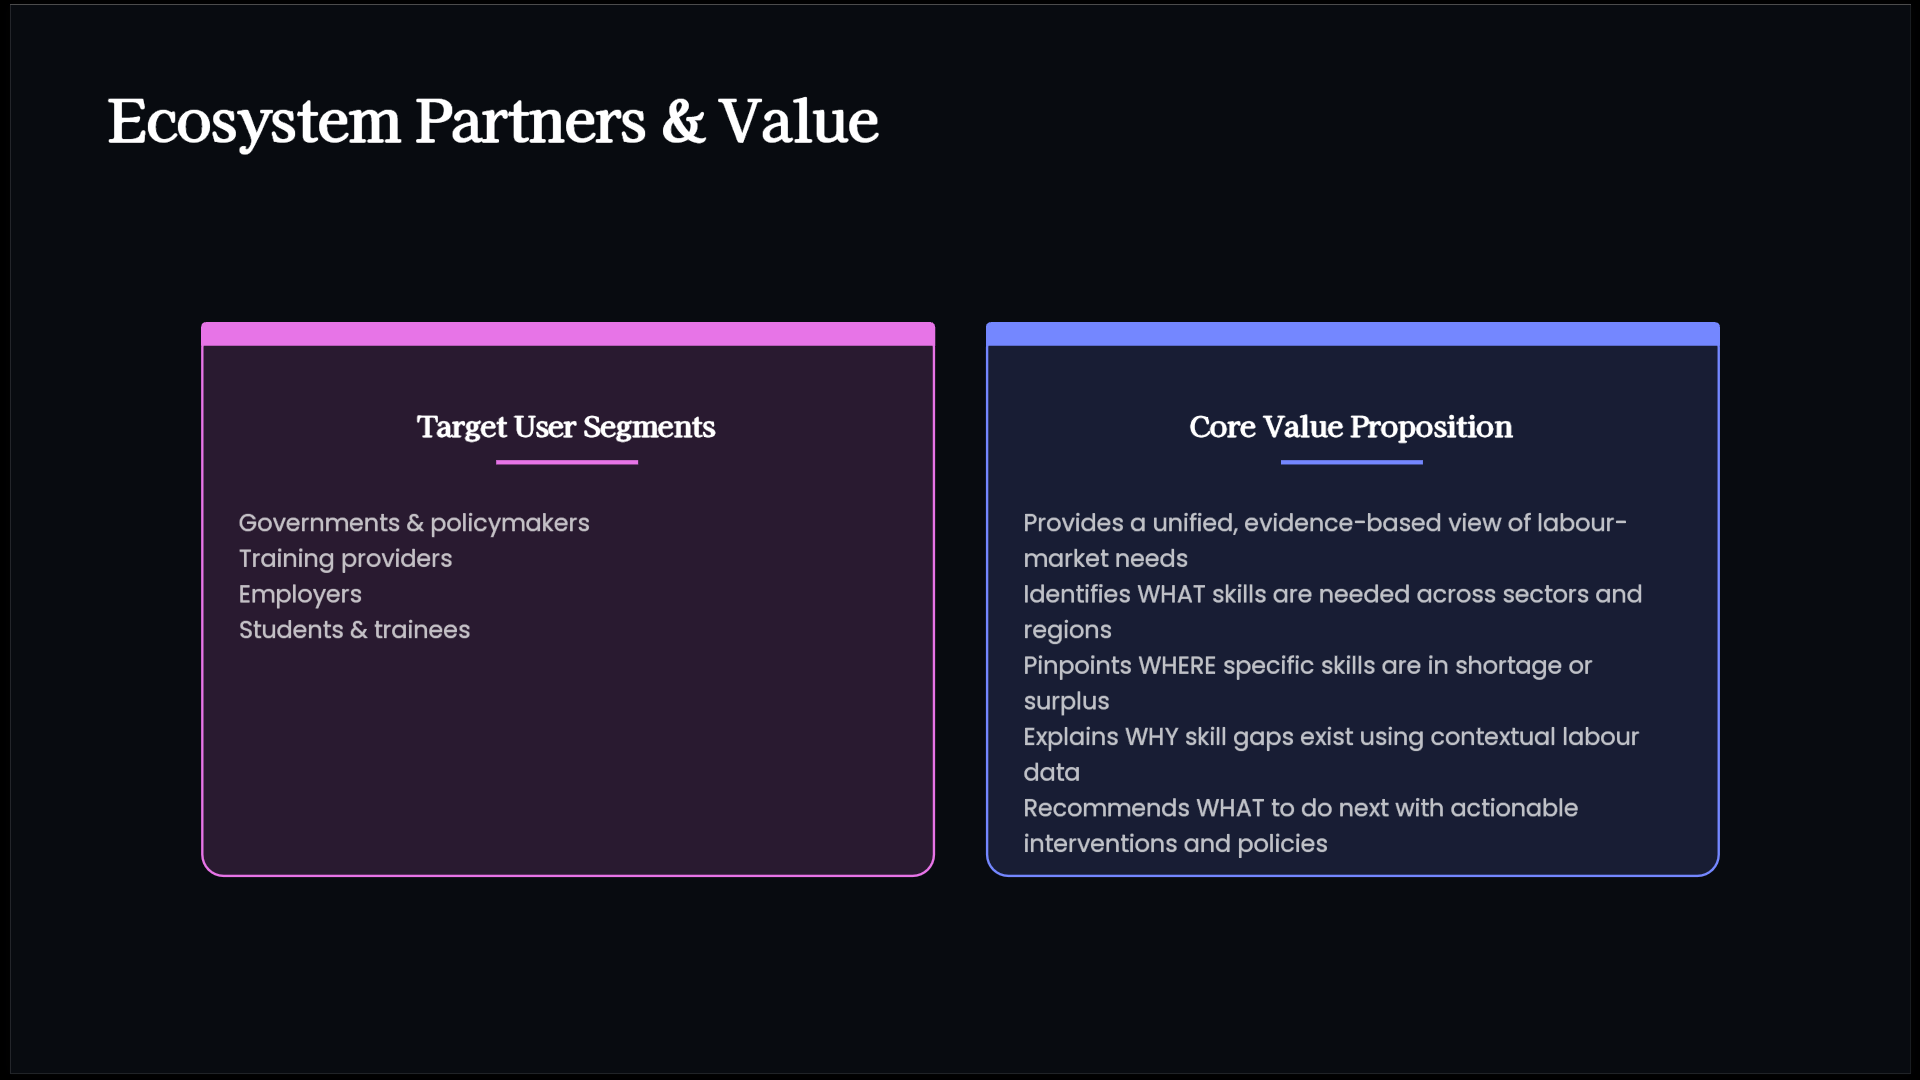 Ecosystem Partners & Value
Target User Segments
Governments & policymakers
Training providers
Employers
Students & trainees
Core Value Proposition
Provides a unified, evidence-based view of labour-
market needs
Identifies WHAT skills are needed across sectors and
regions
Pinpoints WHERE specific skills are in shortage or
surplus
Explains WHY skill gaps exist using contextual labour
data
Recommends WHAT to do next with actionable
interventions and policies